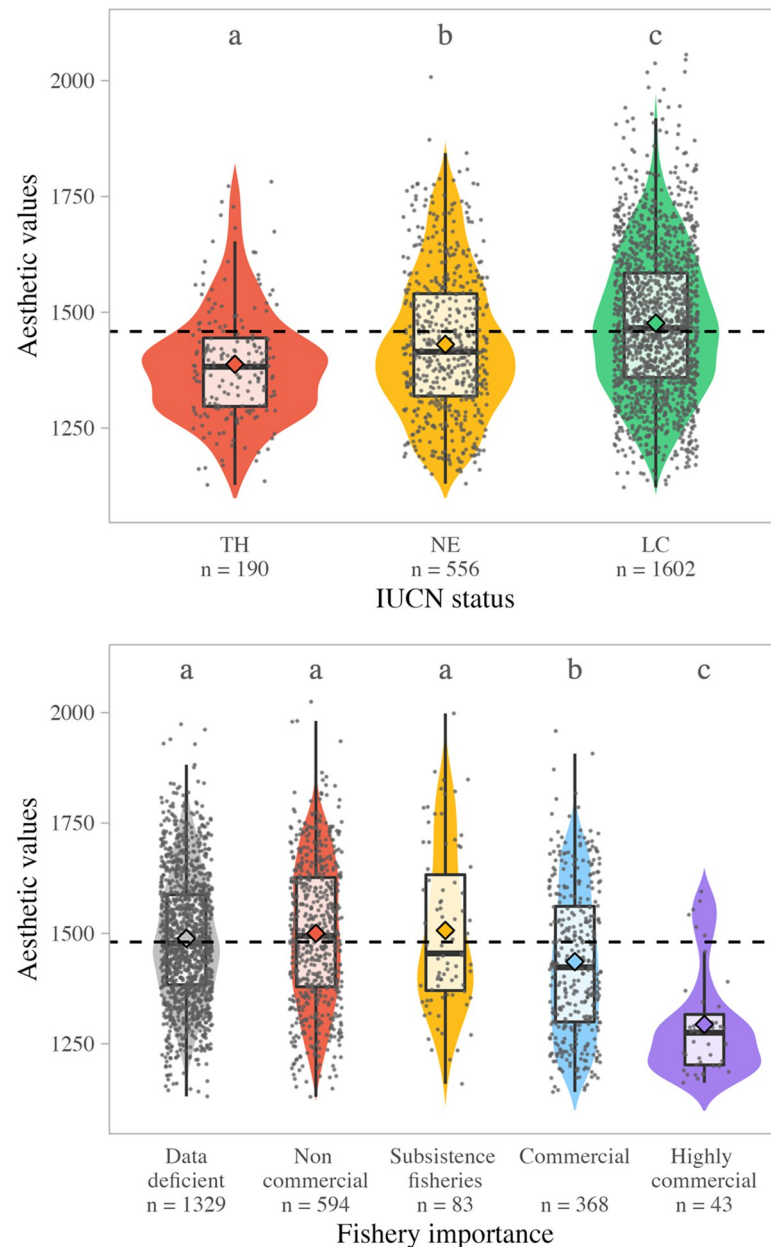 a b c
2000
1750
1500
1250
Aesthetic values
TH NE LC
n = 190 n = 556 n = 1602
IUCN status
a a a b c
2000
1750
1500
1250
Aesthetic values
Data Non Subsistence Commercial Highly
deficient commercial fisheries commercial
n = 1329 n = 594 n = 83 n = 368 n = 43
Fishery importance